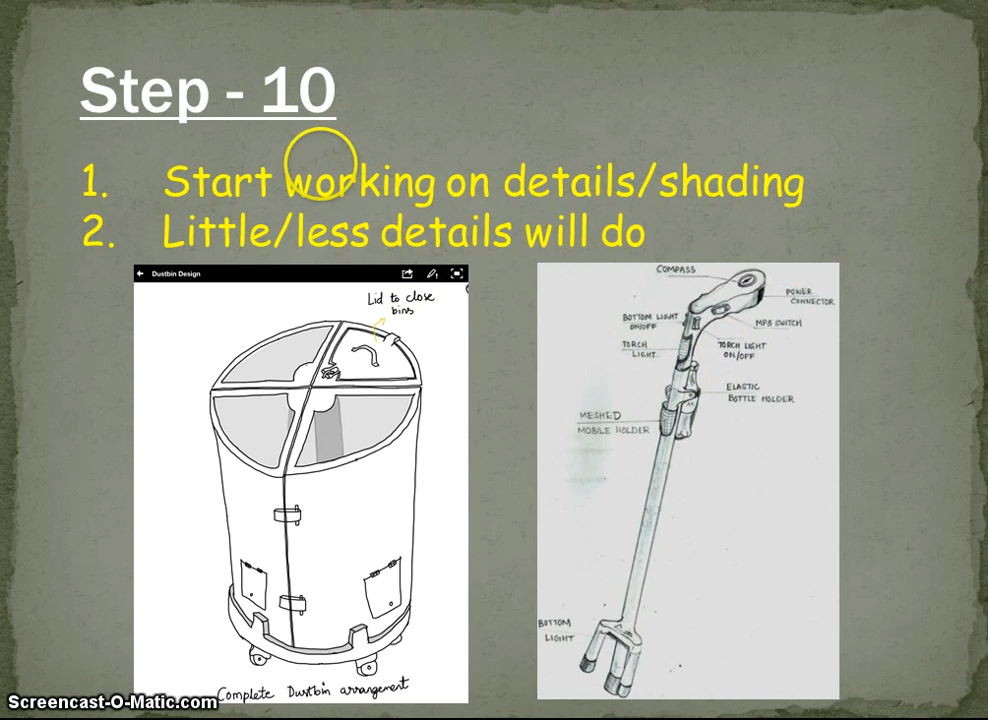 Step - 10
1. Start working on details/shading
2. Little/less details will do
Dustbin Design
Lid to close
bins
Complete Dustbin arrangement
COMPASS
POWER
CONNECTOR
BOTTOM LIGHT
ON/OFF
MP3 SWITCH
TORCH
LIGHT
TORCH LIGHT
ON/OFF
ELASTIC
BOTTLE HOLDER
MESHED
MOBILE HOLDER
BOTTOM
LIGHT
Screencast-O-Matic.com